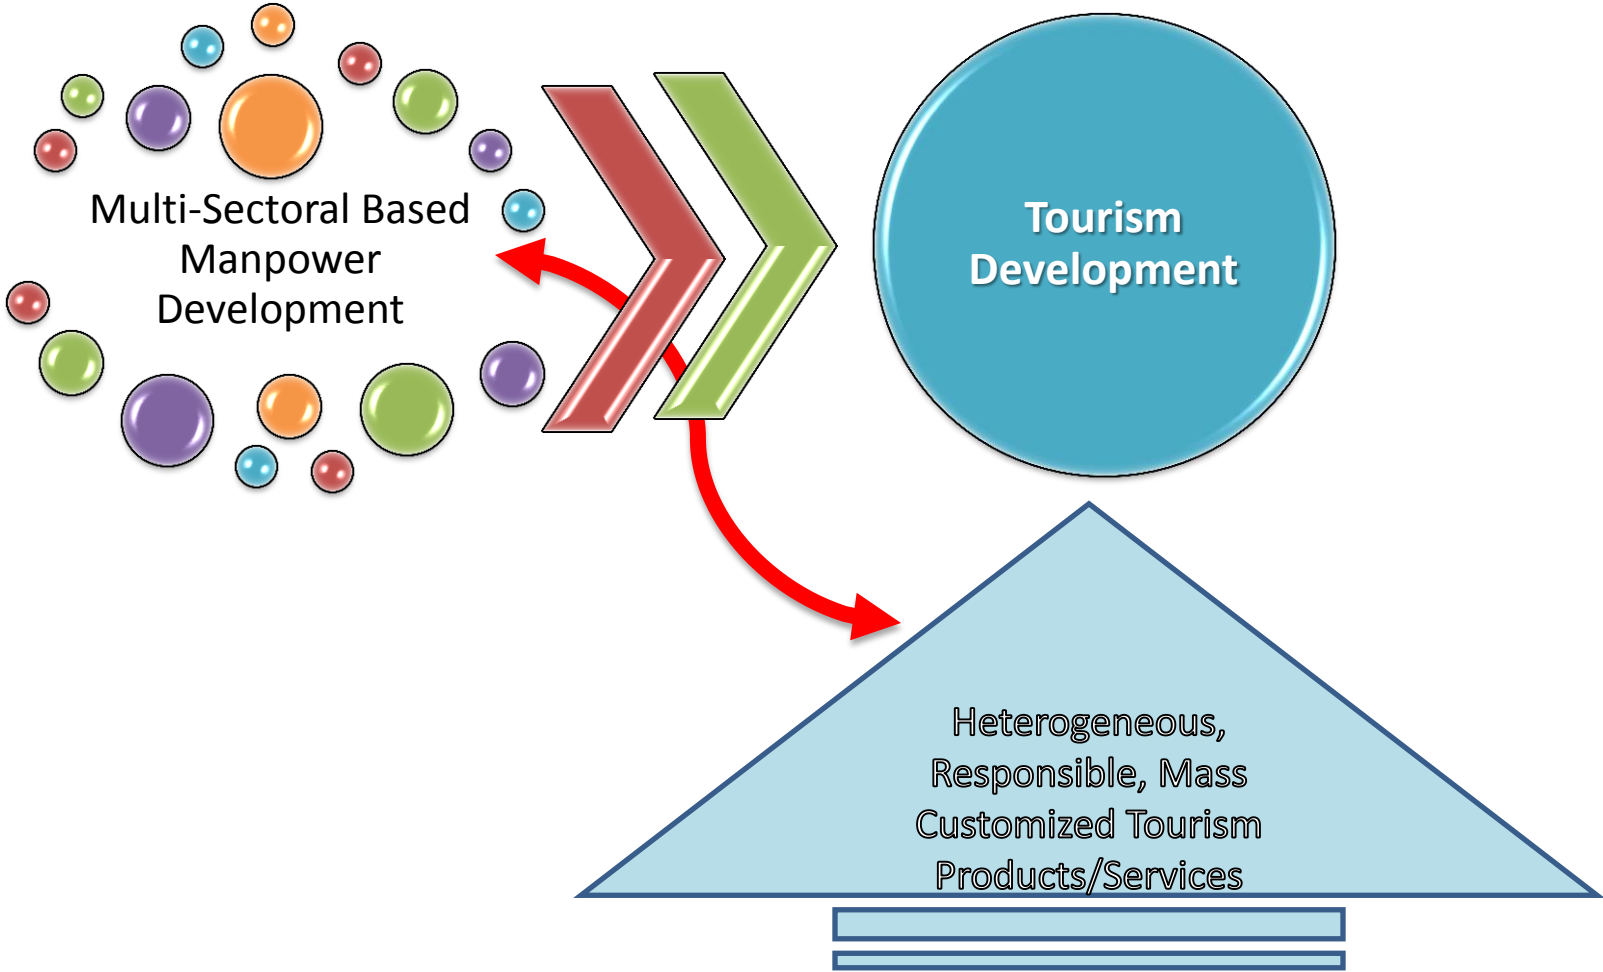 Multi-Sectoral Based
Manpower
Development
Tourism
Development
Heterogeneous,
Responsible, Mass
Customized Tourism
Products/Services